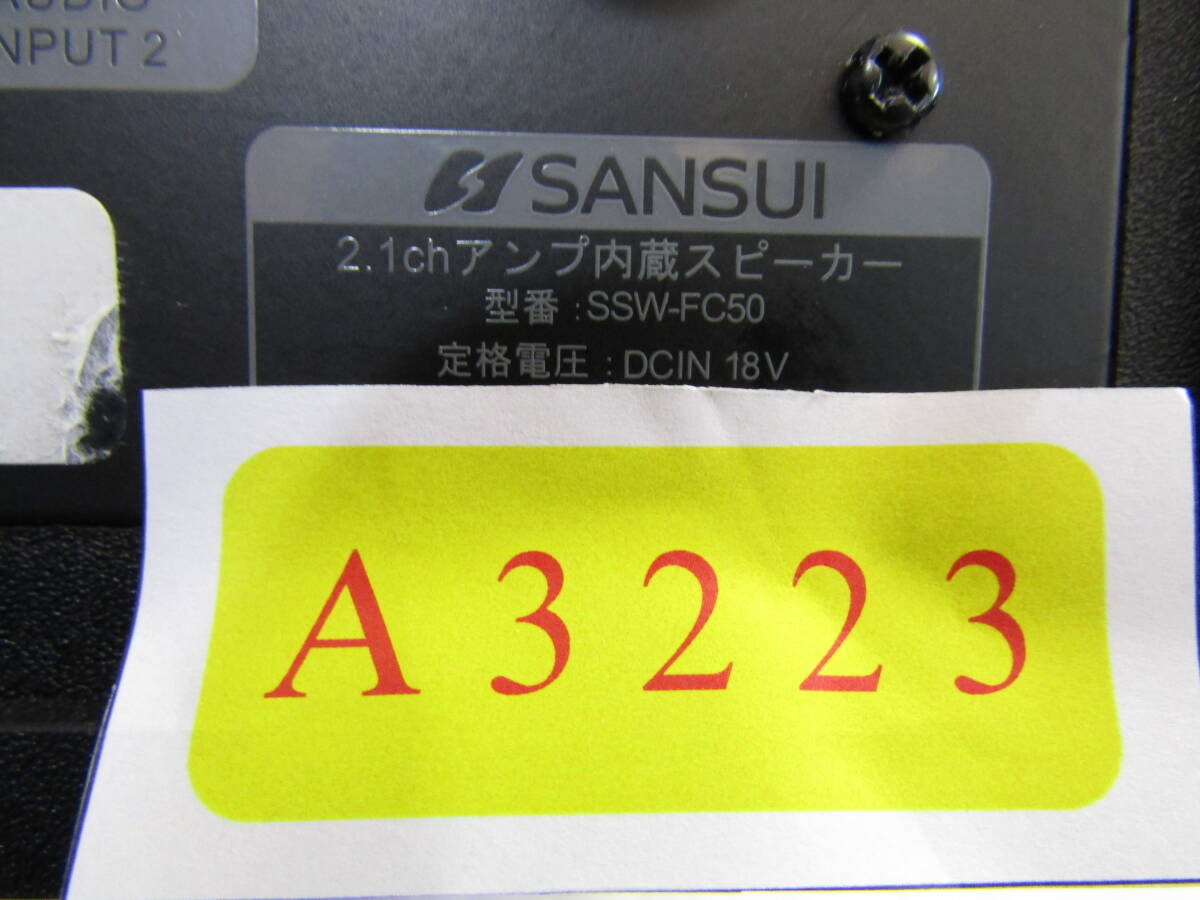 AUDIO
INPUT 2
SANSUI
2.1chアンプ内蔵スピーカー
型番 : SSW-FC50
定格電圧 : DCIN 18V
A3223